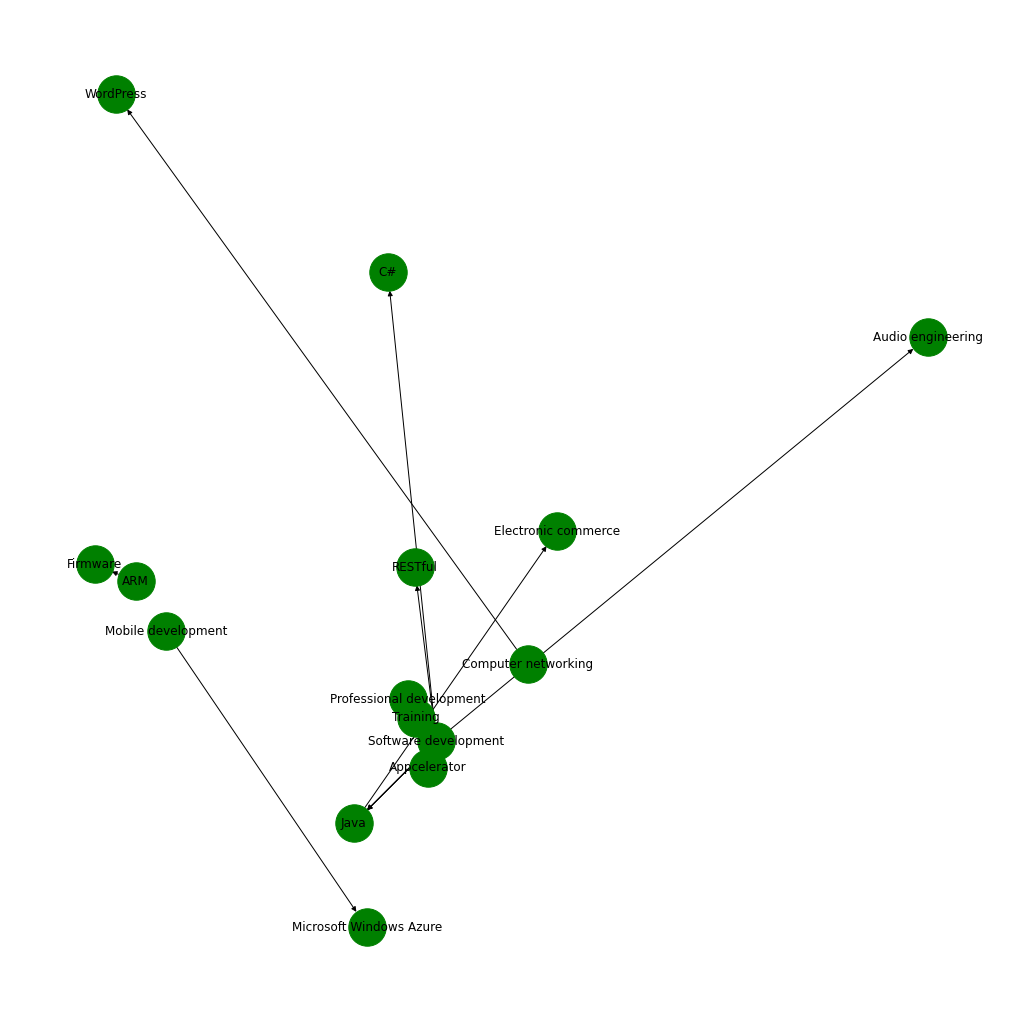 WordPress
C#
Audio engineering
Electronic commerce
Firmware
RESTful
ARM
Mobile development
Computer networking
Professional development
Training
Software development
Appcelerator
Java
Microsoft Windows Azure